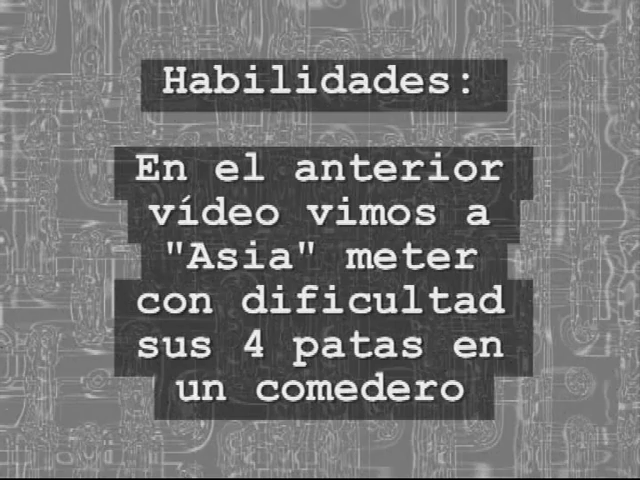 Habilidades:
En el anterior
vídeo vimos a
"Asia" meter
con dificultad
sus 4 patas en
un comedero